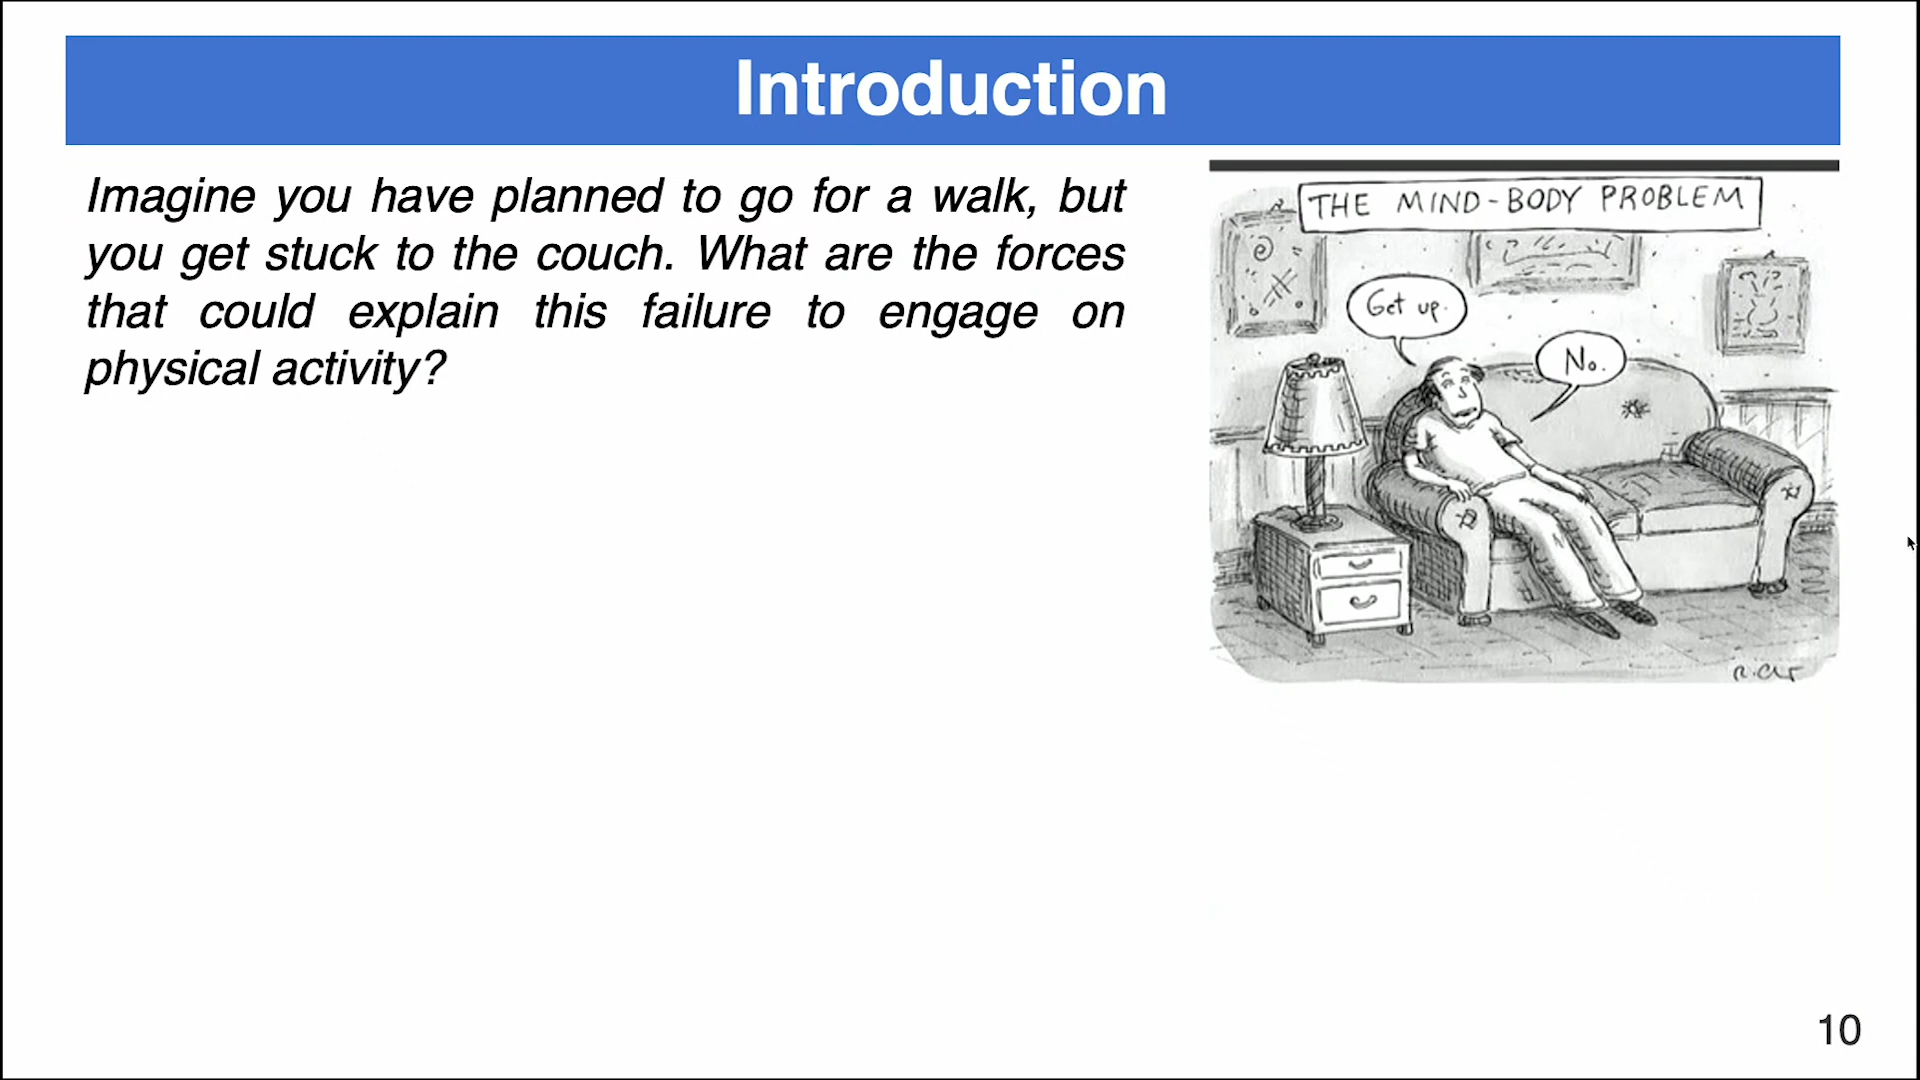 Introduction
Imagine you have planned to go for a walk, but
you get stuck to the couch. What are the forces
that could explain this failure to engage on
physical activity?
THE MIND-BODY PROBLEM
Get up.
No.
10